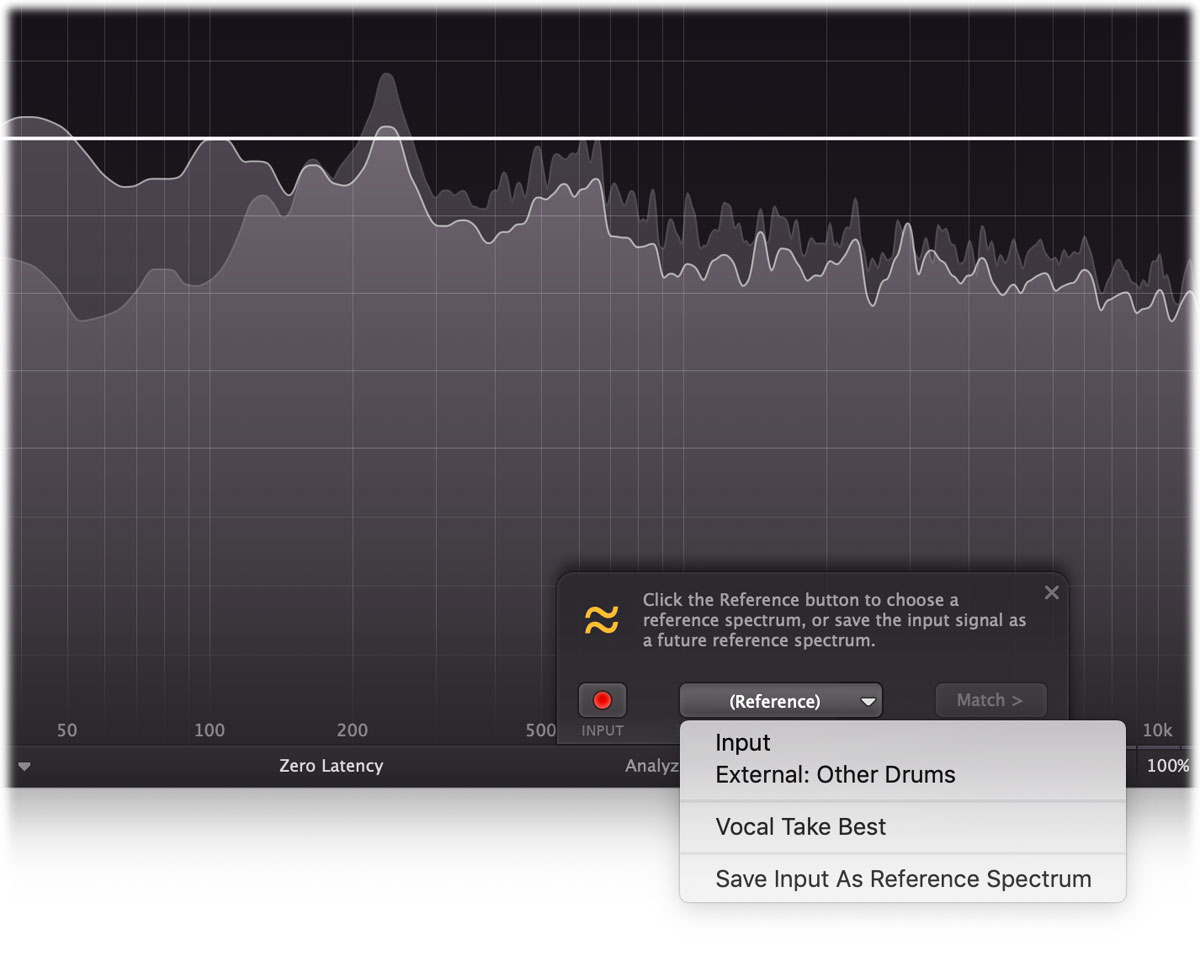 Click the Reference button to choose a
reference spectrum, or save the input signal as
a future reference spectrum.
(Reference)
Match >
INPUT
50
100
200
500
10k
Zero Latency
Analyz
100%
Input
External: Other Drums
Vocal Take Best
Save Input As Reference Spectrum